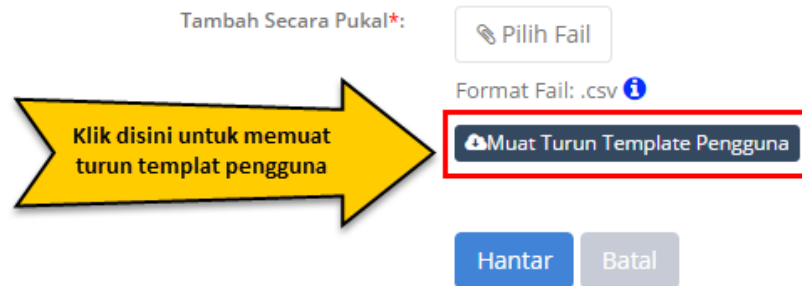 Tambah Secara Pukal*:
Pilih Fail
Format Fail: .csv
Klik disini untuk memuat
turun templat pengguna
Muat Turun Template Pengguna
Hantar
Batal